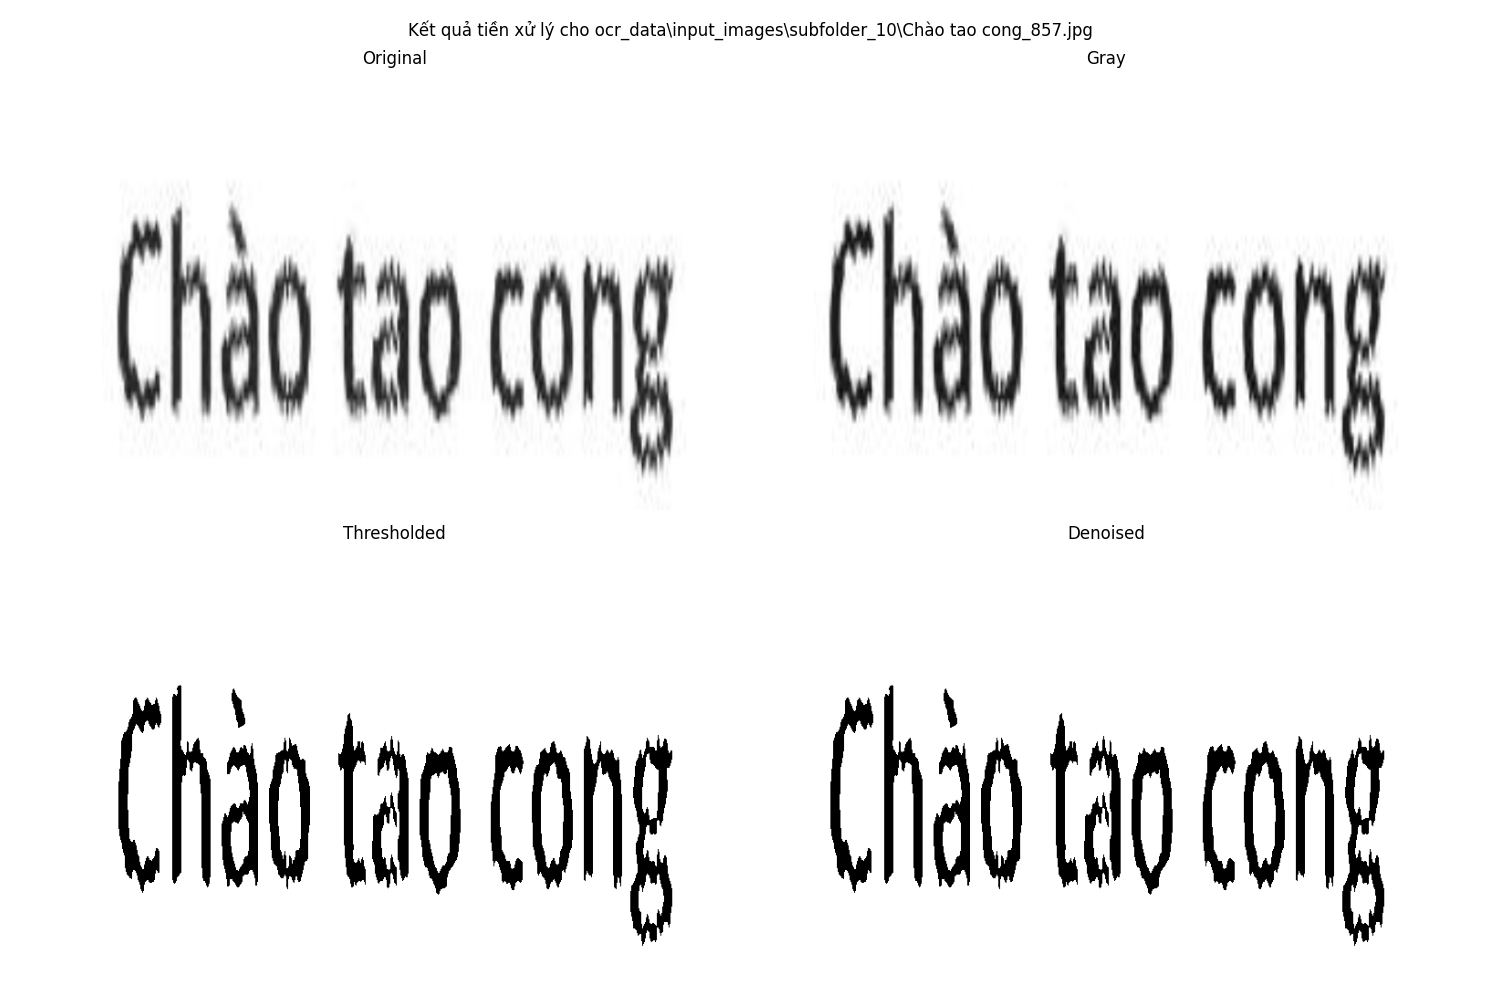 Kết quả tiền xử lý cho ocr_data\input_images\subfolder_10\Chào tao cong_857.jpg
Original
Gray
Chào tao cong
Chào tao cong
Thresholded
Denoised
Chào tao cong
Chào tao cong